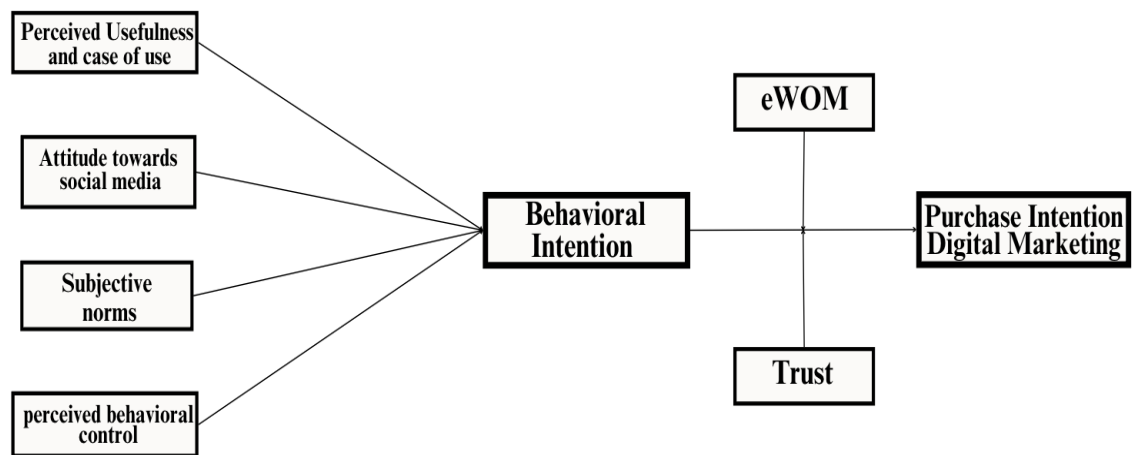 Perceived Usefulness
and case of use
Attitude towards
social media
Subjective
norms
perceived behavioral
control
Behavioral
Intention
eWOM
Trust
Purchase Intention
Digital Marketing